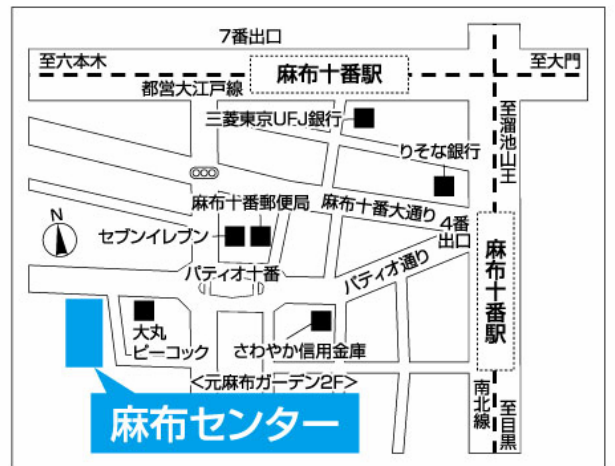 7番出口
至六本木
麻布十番駅
至大門
都営大江戸線
三菱東京UFJ銀行
至溜池山王
りそな銀行
麻布十番郵便局
麻布十番大通り
4番
出口
N
セブンイレブン
パティオ十番
パティオ通り
麻布十番駅
大丸
ピーコック
さわやか信用金庫
<元麻布ガーデン2F>
南北線
至目黒
麻布センター